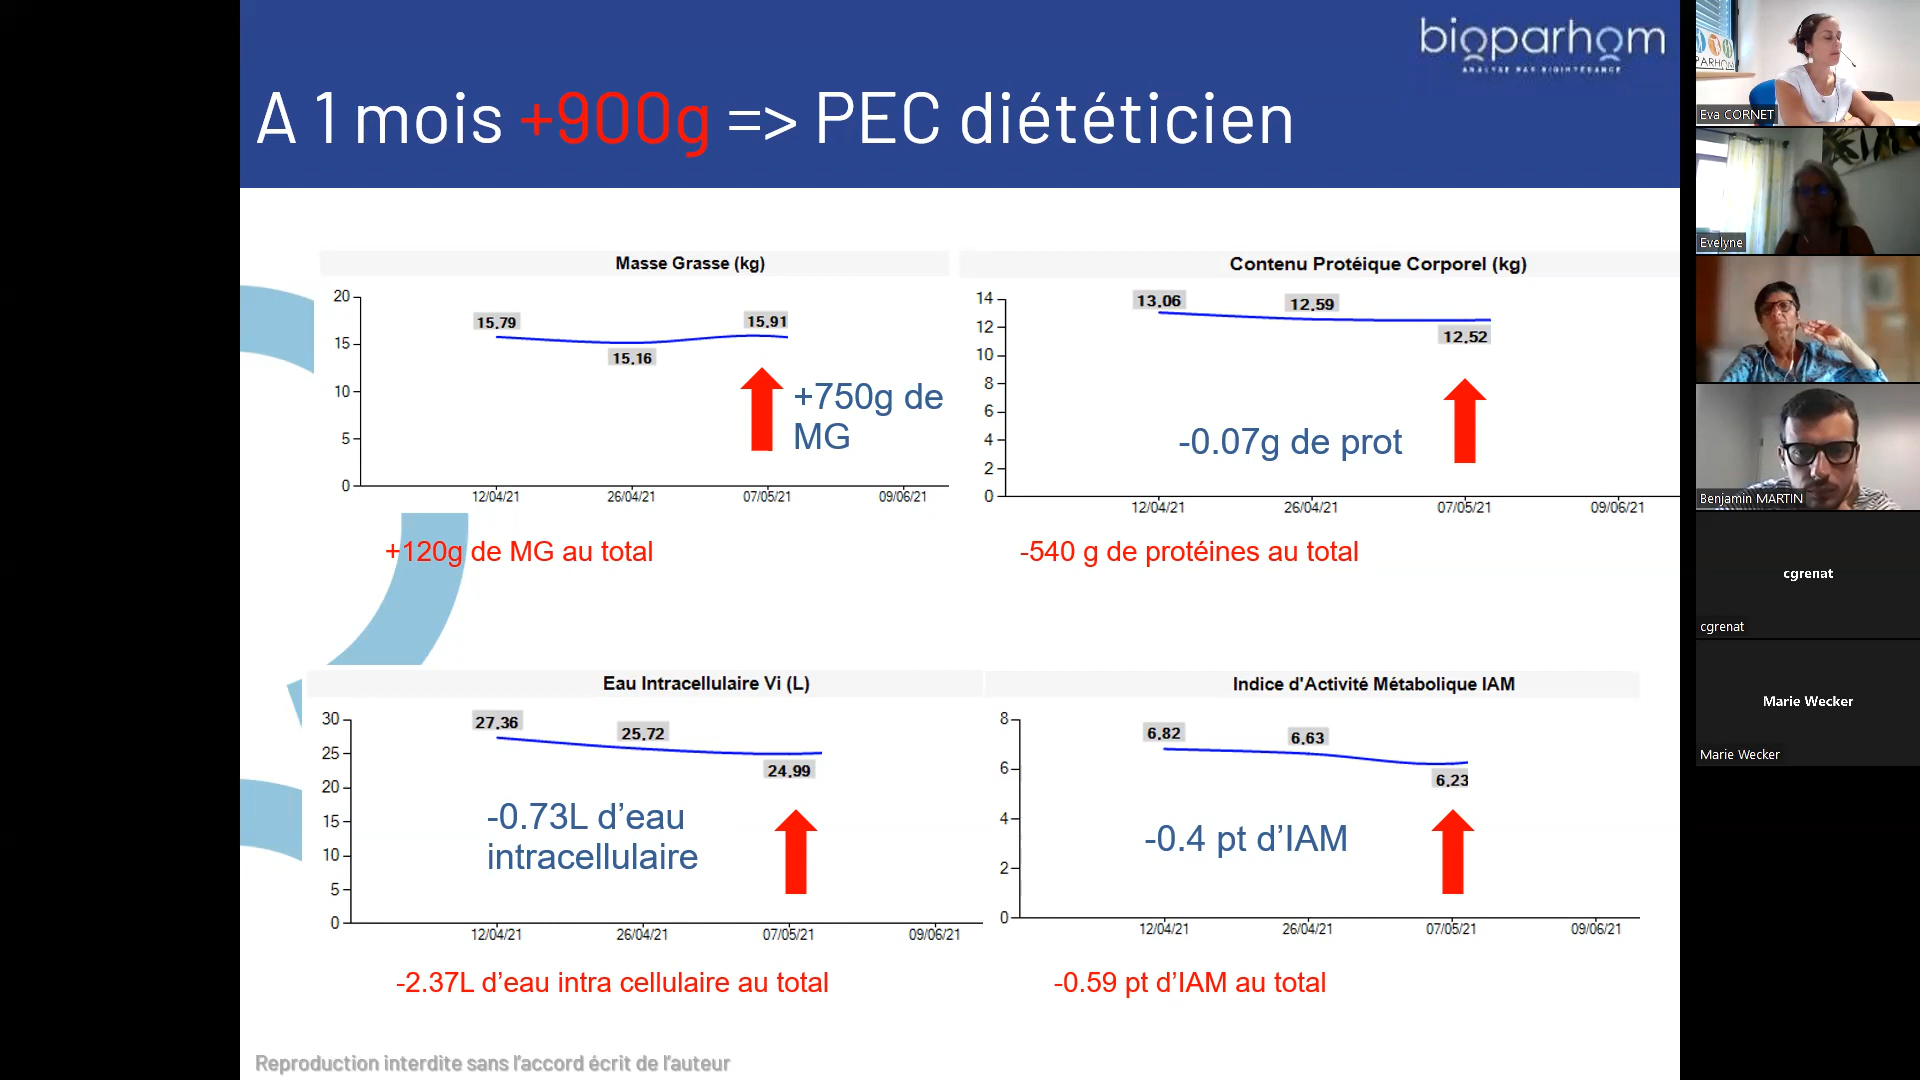 bioparhom
ANALYSE PAR BIOIMPÉDANCE
A 1 mois +900g => PEC diététicien
Masse Grasse (kg)
20
15
10
5
0
15.79
15.16
15.91
12/04/21
26/04/21
07/05/21
09/06/21
+750g de
MG
+120g de MG au total
Contenu Protéique Corporel (kg)
14
12
10
8
6
4
2
0
13.06
12.59
12.52
12/04/21
26/04/21
07/05/21
09/06/21
-0.07g de prot
-540 g de protéines au total
Eau Intracellulaire Vi (L)
30
25
20
15
10
5
0
27.36
25.72
24.99
12/04/21
26/04/21
07/05/21
09/06/21
-0.73L d’eau
intracellulaire
-2.37L d’eau intra cellulaire au total
Indice d'Activité Métabolique IAM
8
6
4
2
0
6.82
6.63
6.23
12/04/21
26/04/21
07/05/21
09/06/21
-0.4 pt d’IAM
-0.59 pt d’IAM au total
Reproduction interdite sans l'accord écrit de l'auteur
PARHOM
Eva CORNET
Evelyne
Benjamin MARTIN
cgrenat
cgrenat
Marie Wecker
Marie Wecker